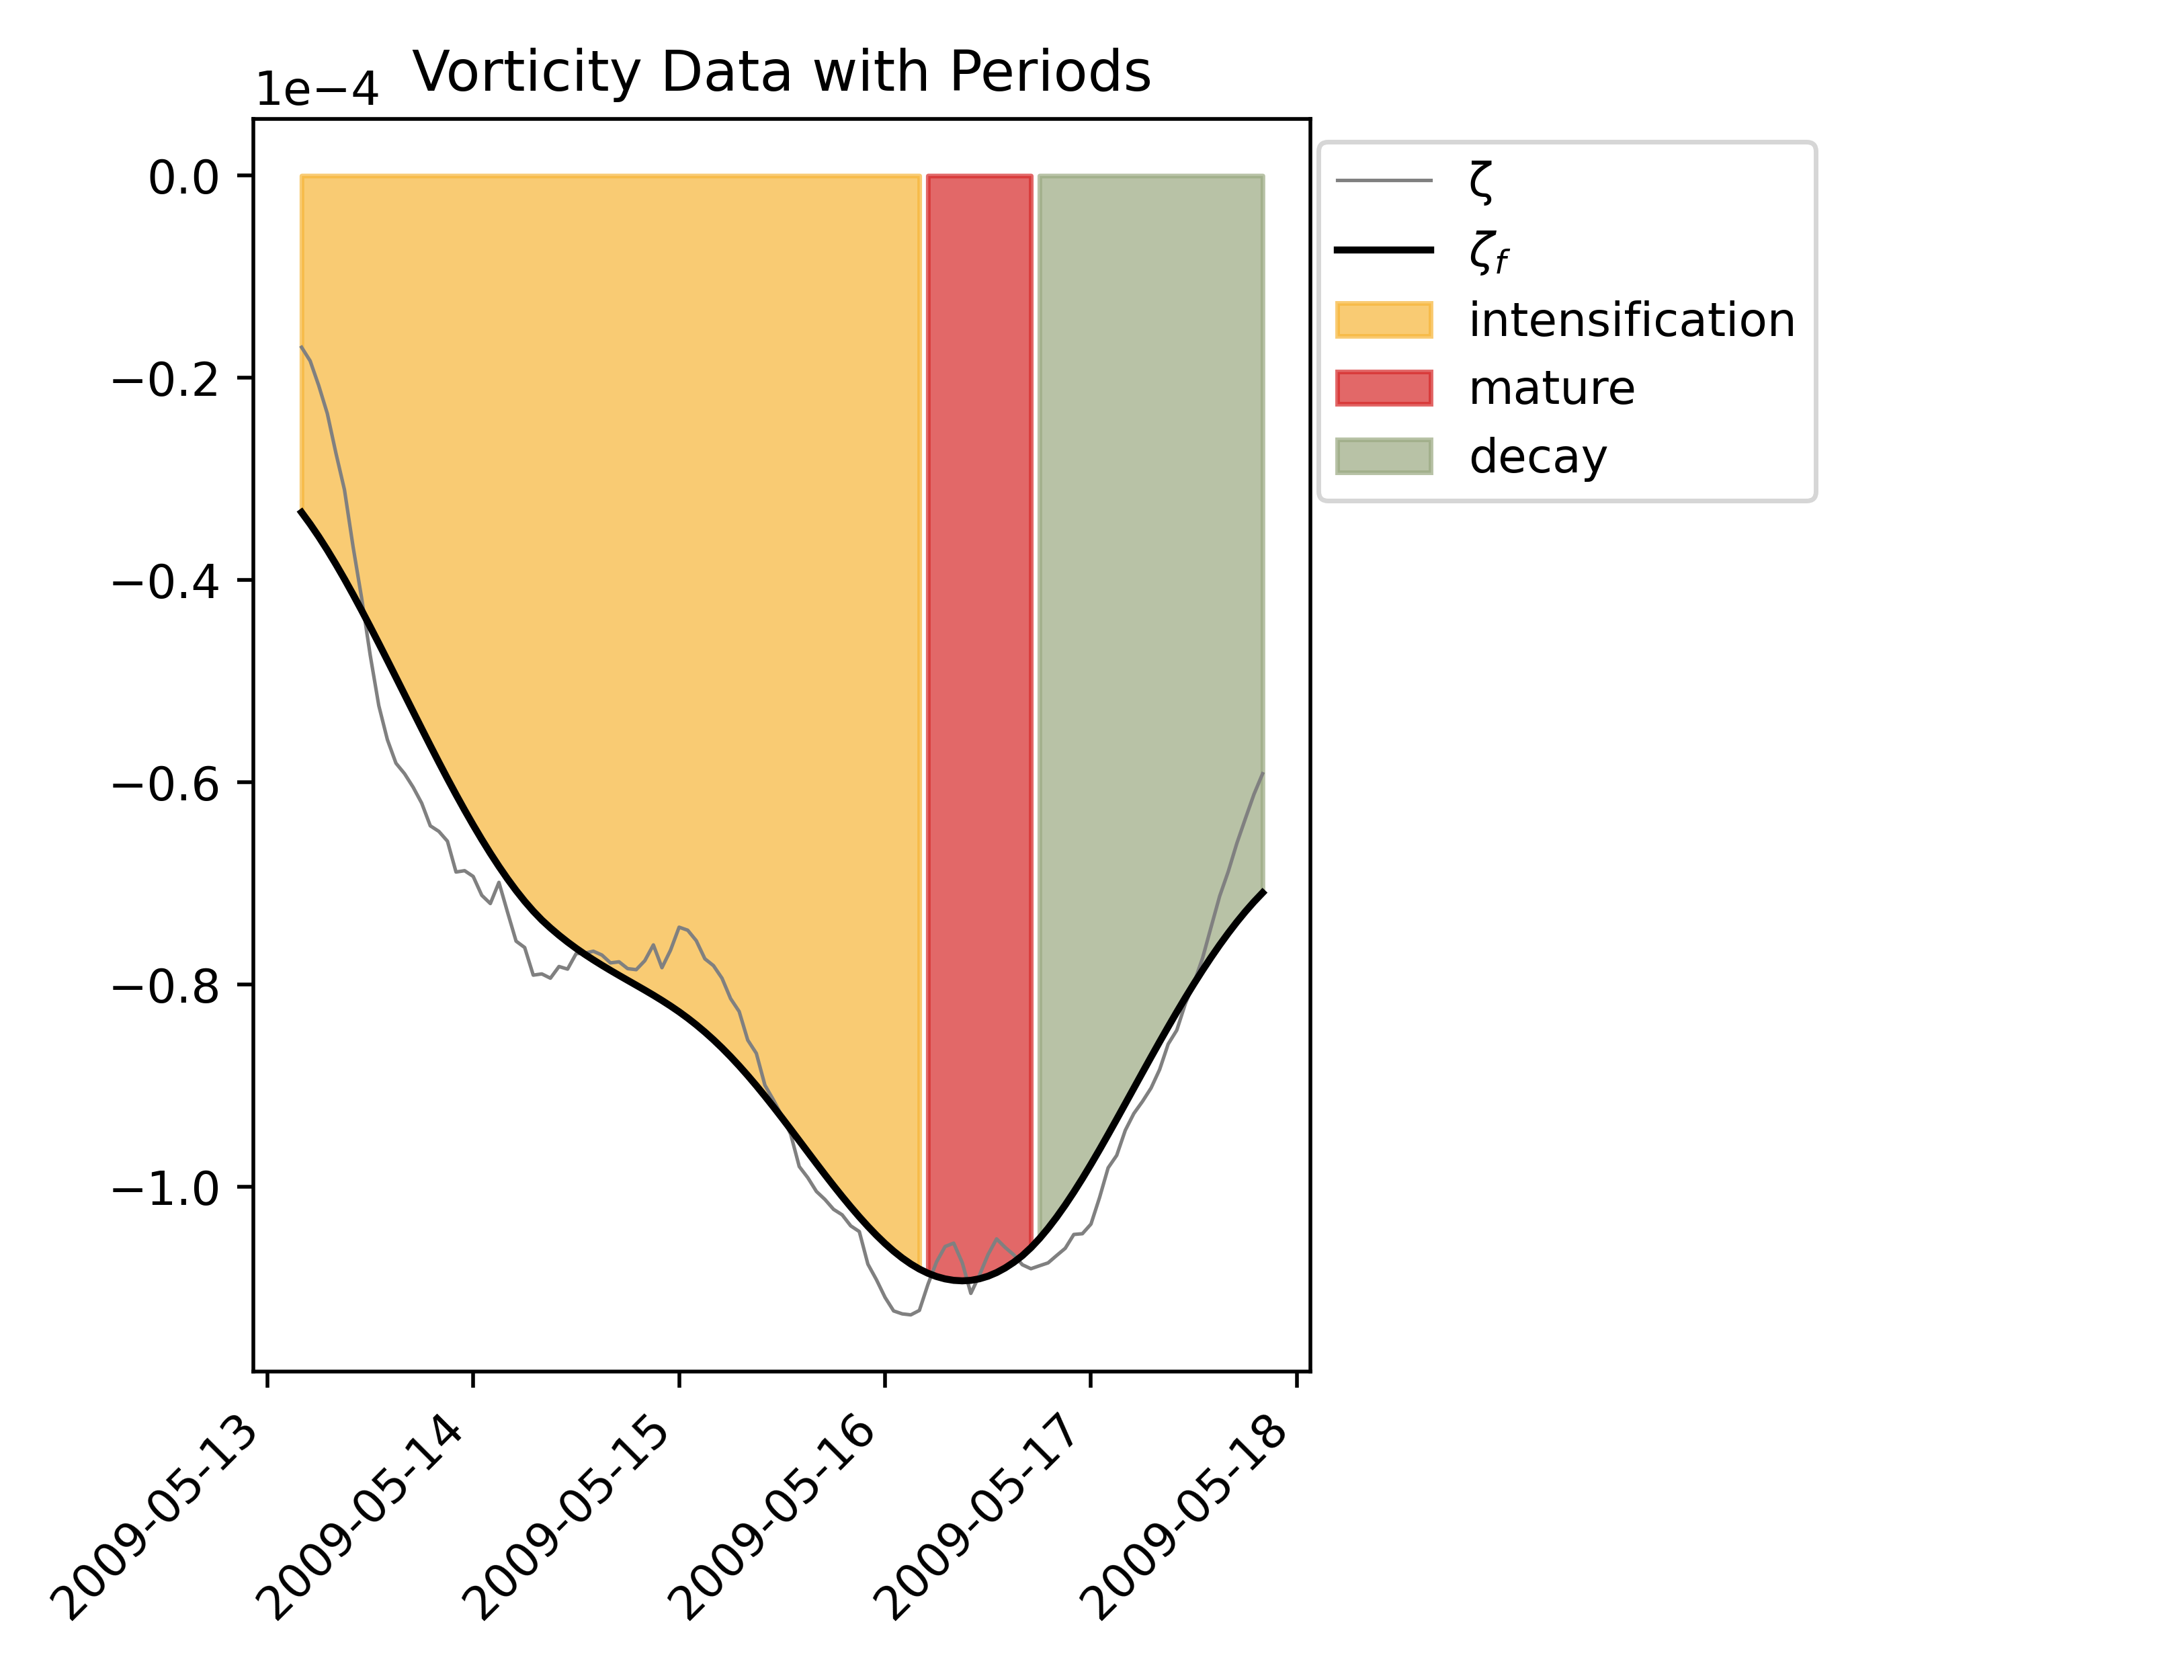 Vorticity Data with Periods
1e−4
0.0
−0.2
−0.4
−0.6
−0.8
−1.0
2009-05-13
2009-05-14
2009-05-15
2009-05-16
2009-05-17
2009-05-18
ζ
ζf
intensification
mature
decay